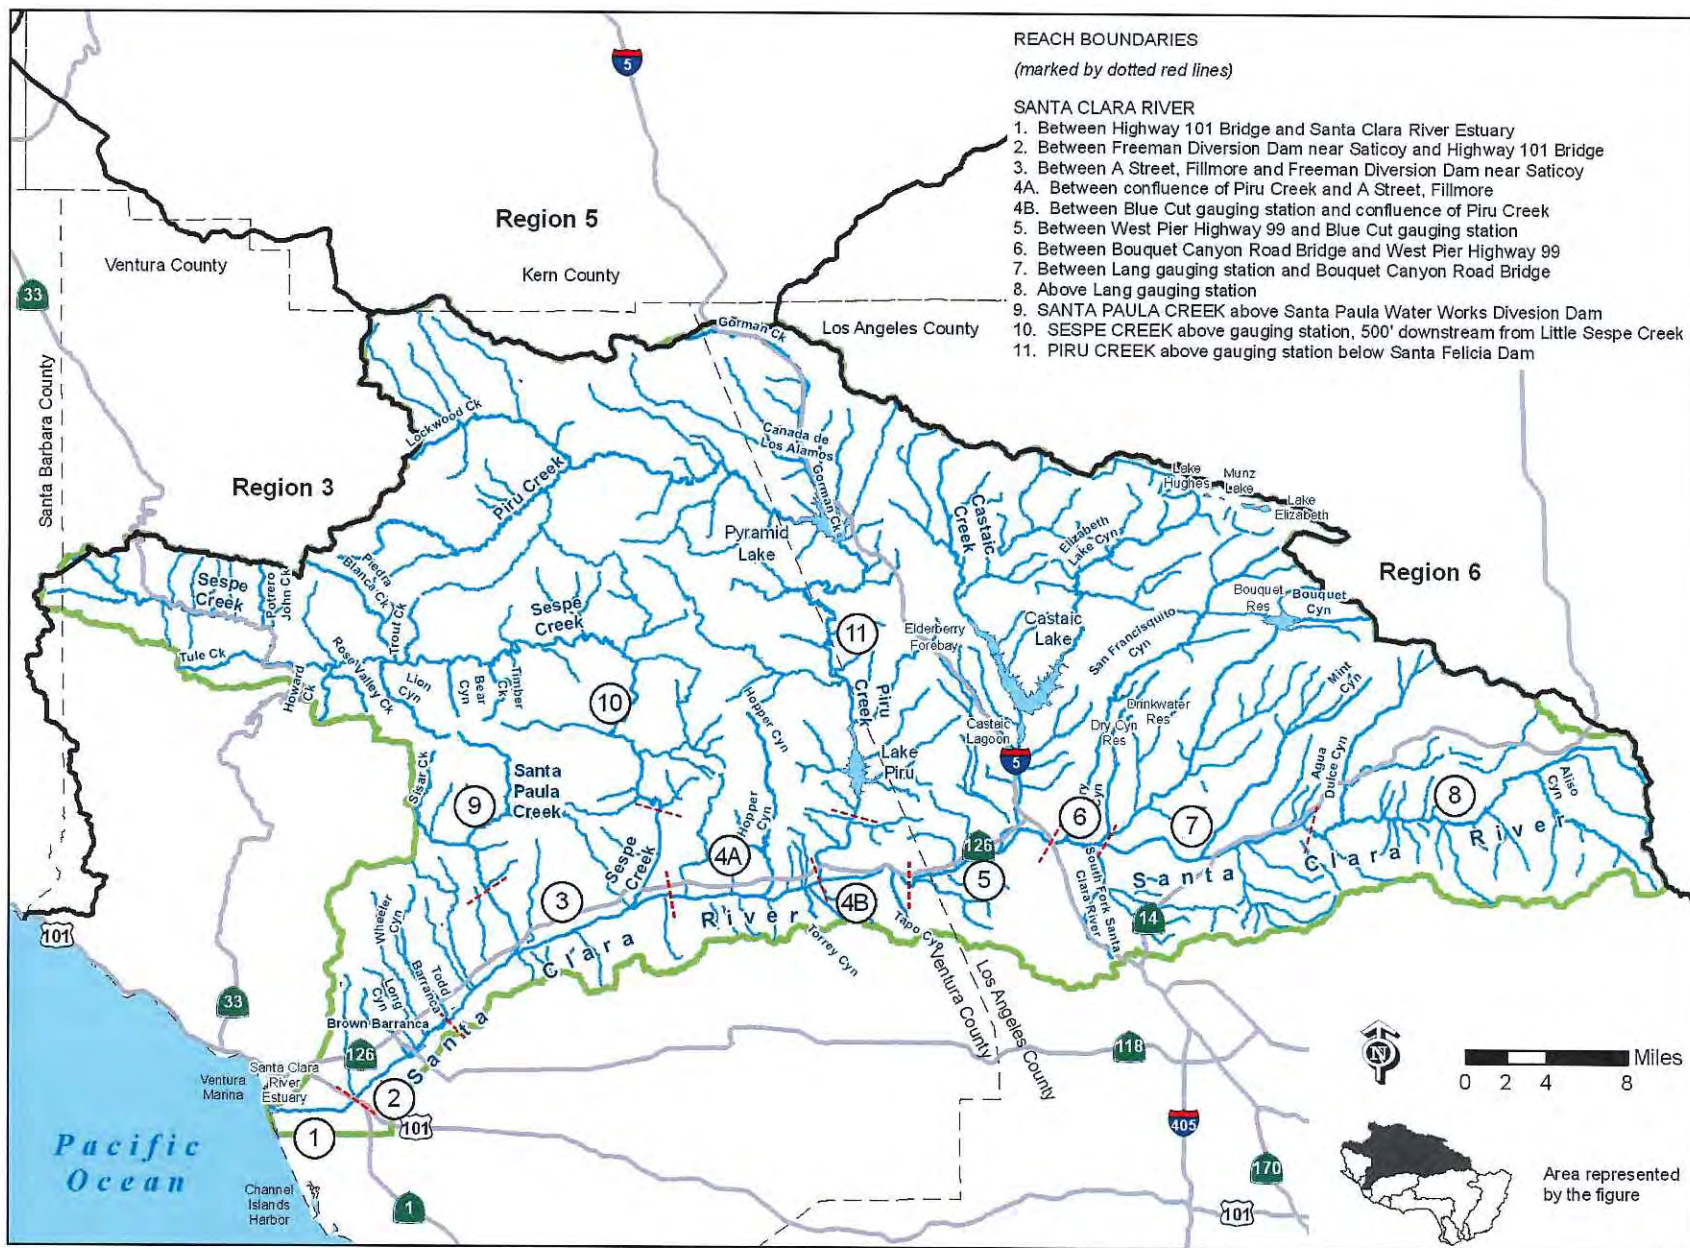 REACH BOUNDARIES
(marked by dotted red lines)
SANTA CLARA RIVER
1. Between Highway 101 Bridge and Santa Clara River Estuary
2. Between Freeman Diversion Dam near Saticoy and Highway 101 Bridge
3. Between A Street, Fillmore and Freeman Diversion Dam near Saticoy
4A. Between confluence of Piru Creek and A Street, Fillmore
4B. Between Blue Cut gauging station and confluence of Piru Creek
5. Between West Pier Highway 99 and Blue Cut gauging station
6. Between Bouquet Canyon Road Bridge and West Pier Highway 99
7. Between Lang gauging station and Bouquet Canyon Road Bridge
8. Above Lang gauging station
9. SANTA PAULA CREEK above Santa Paula Water Works Divesion Dam
10. SESPE CREEK above gauging station, 500' downstream from Little Sespe Creek
11. PIRU CREEK above gauging station below Santa Felicia Dam
5
Region 5
Ventura County
Kern County
33
Gorman Ck
Los Angeles County
Santa Barbara County
Lockwood Ck
Canada de
Los Alamos
Region 3
Piru Creek
Gorman Ck
Castaic
Creek
Lake
Hughes
Munz
Lake
Lake
Elizabeth
Pyramid
Lake
Elizabeth
Lake Cyn
Region 6
Sespe
Creek
Potrero
John Ck
Piedra
Blanca Ck
Trout Ck
Sespe
Creek
11
Elderberry
Forebay
Castaic
Lake
San Francisquito
Cyn
Bouquet
Res
Bouquet
Cyn
Tule Ck
Howard
Ck
Rose Valley Ck
Lion
Cyn
Bear
Cyn
Timber
Ck
10
Hopper Cyn
Piru
Creek
Castaic
Lagoon
Drinkwater
Res
Dry Cyn
Res
Mint
Cyn
Sisar Ck
Santa
Paula
Creek
9
Lake
Piru
5
Agua
Dulce Cyn
Aliso
Cyn
8
Hopper
Cyn
4A
126
6
7
Sespe
Creek
3
4B
5
South Fork Santa
Clara River
Santa Clara River
14
Wheeler
Cyn
Torrey Cyn
Tapo Cyn
101
33
Long
Cyn
Todd
Barranca
Brown Barranca
Santa Clara River
Ventura County
Los Angeles County
126
118
Santa Clara
River
Estuary
Ventura
Marina
2
101
1
405
170
Pacific
Ocean
Channel
Islands
Harbor
1
101
N
Miles
0 2 4 8
Area represented
by the figure